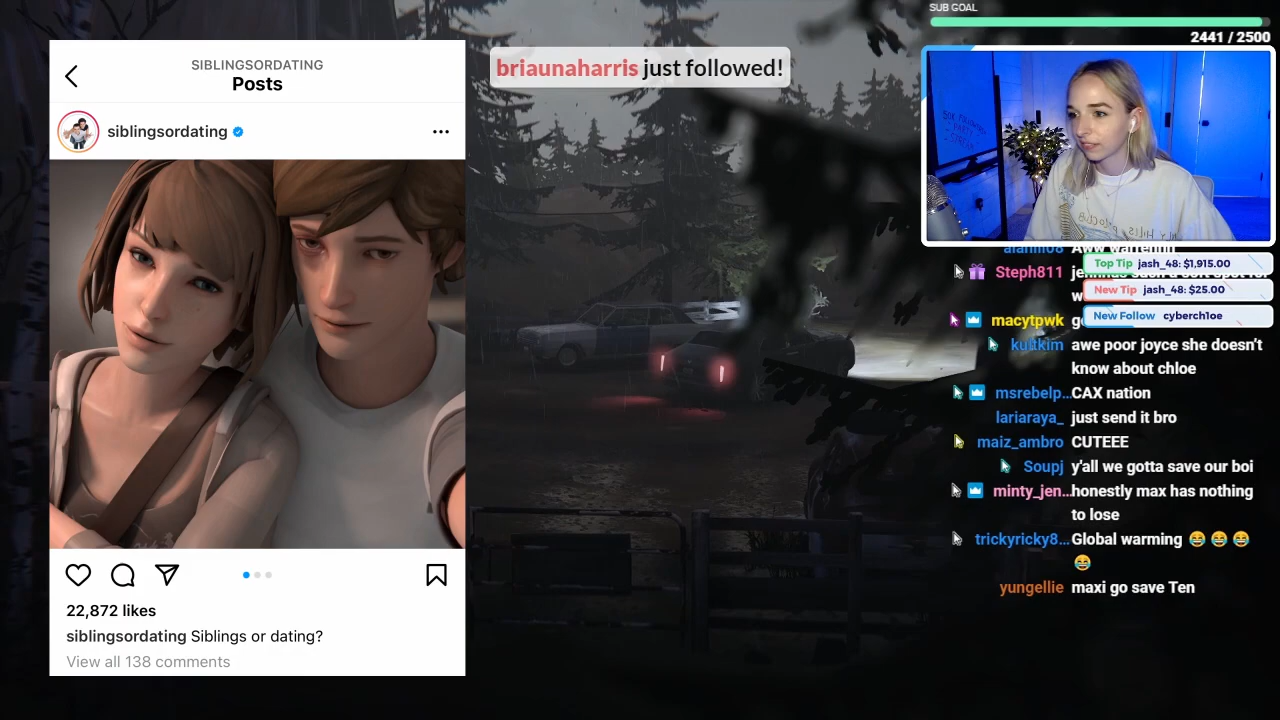 SIBLINGSORDATING
Posts
siblingsordating
22,872 likes
siblingsordating Siblings or dating?
View all 138 comments
briaunaharris just followed!
SUB GOAL
2441 / 2500
Top Tip jash_48: $1,915.00
New Tip jash_48: $25.00
New Follow cyberch1oe
Steph811
macytpwk
kultkim awe poor joyce she doesn't
know about chloe
msrebelp… CAX nation
lariaraya_ just send it bro
maiz_ambro CUTEEE
Soupj y'all we gotta save our boi
minty_jen… honestly max has nothing
to lose
trickyricky8… Global warming 😂 😂 😂
😂
yungellie maxi go save Ten